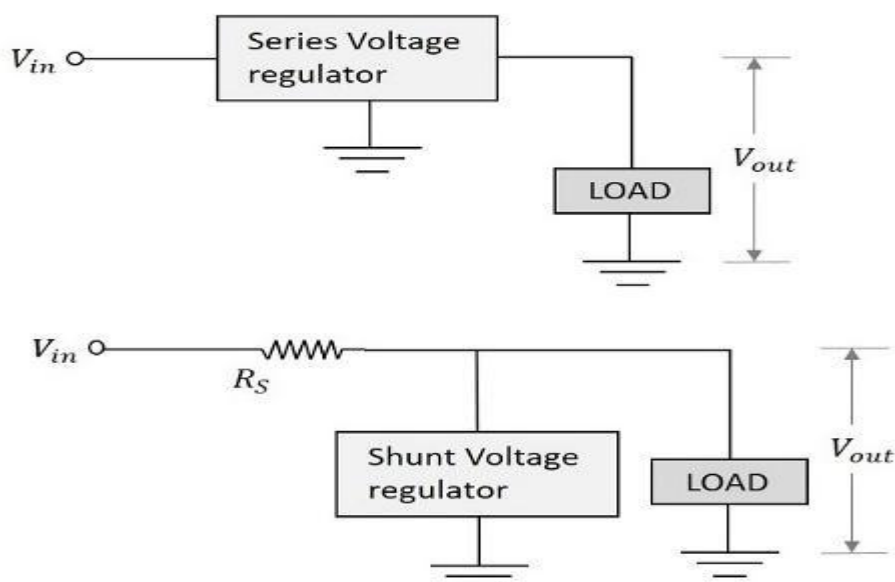 V_in
Series Voltage
regulator
LOAD
V_out
V_in
R_S
Shunt Voltage
regulator
LOAD
V_out